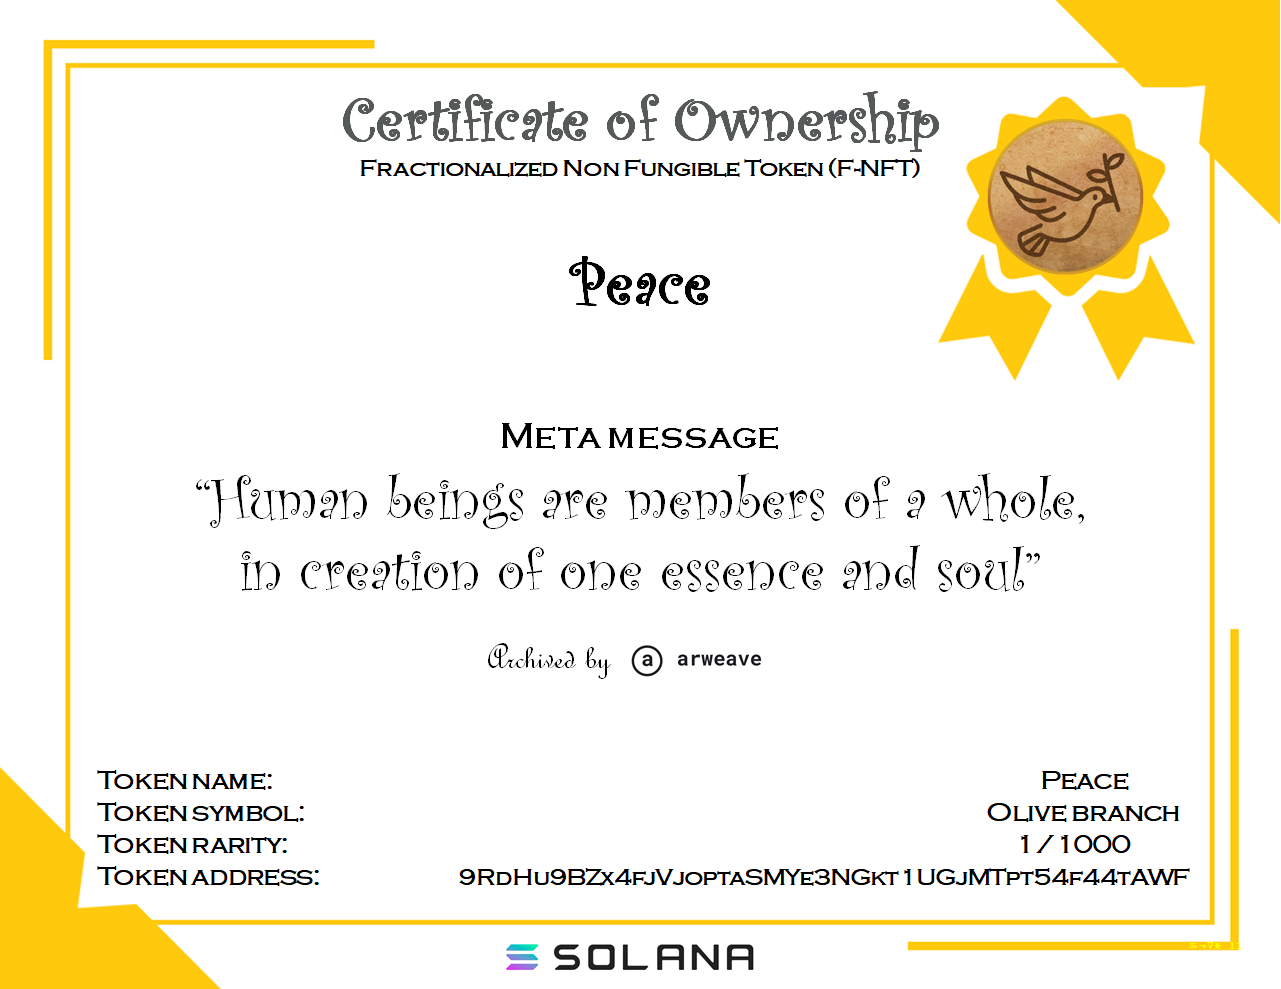 Certificate of Ownership
Fractionalized Non Fungible Token (F-NFT)
Peace
Meta message
“Human beings are members of a whole,
in creation of one essence and soul”
Archived by a arweave
Token name: Peace
Token symbol: Olive branch
Token rarity: 1 / 1000
Token address: 9RdHu9BZx4fjVjoptaSMYe3NGkt1UGjMTpt54f44tAWF
SOLANA